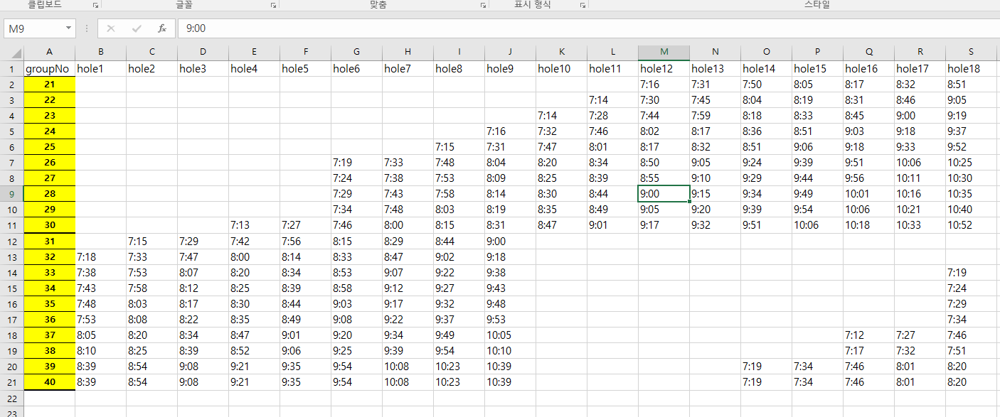 클립보드 글꼴 맞춤 표시 형식 스타일
M9 fx 9:00
A B C D E F G H I J K L M N O P Q R S
1 groupNo hole1 hole2 hole3 hole4 hole5 hole6 hole7 hole8 hole9 hole10 hole11 hole12 hole13 hole14 hole15 hole16 hole17 hole18
2 21 7:16 7:31 7:50 8:05 8:17 8:32 8:51
3 22 7:14 7:30 7:45 8:04 8:19 8:31 8:46 9:05
4 23 7:14 7:28 7:44 7:59 8:18 8:33 8:45 9:00 9:19
5 24 7:16 7:32 7:46 8:02 8:17 8:36 8:51 9:03 9:18 9:37
6 25 7:15 7:31 7:47 8:01 8:17 8:32 8:51 9:06 9:18 9:33 9:52
7 26 7:19 7:33 7:48 8:04 8:20 8:34 8:50 9:05 9:24 9:39 9:51 10:06 10:25
8 27 7:24 7:38 7:53 8:09 8:25 8:39 8:55 9:10 9:29 9:44 9:56 10:11 10:30
9 28 7:29 7:43 7:58 8:14 8:30 8:44 9:00 9:15 9:34 9:49 10:01 10:16 10:35
10 29 7:34 7:48 8:03 8:19 8:35 8:49 9:05 9:20 9:39 9:54 10:06 10:21 10:40
11 30 7:13 7:27 7:46 8:00 8:15 8:31 8:47 9:01 9:17 9:32 9:51 10:06 10:18 10:33 10:52
12 31 7:15 7:29 7:42 7:56 8:15 8:29 8:44 9:00
13 32 7:18 7:33 7:47 8:00 8:14 8:33 8:47 9:02 9:18
14 33 7:38 7:53 8:07 8:20 8:34 8:53 9:07 9:22 9:38 7:19
15 34 7:43 7:58 8:12 8:25 8:39 8:58 9:12 9:27 9:43 7:24
16 35 7:48 8:03 8:17 8:30 8:44 9:03 9:17 9:32 9:48 7:29
17 36 7:53 8:08 8:22 8:35 8:49 9:08 9:22 9:37 9:53 7:34
18 37 8:05 8:20 8:34 8:47 9:01 9:20 9:34 9:49 10:05 7:12 7:27 7:46
19 38 8:10 8:25 8:39 8:52 9:06 9:25 9:39 9:54 10:10 7:17 7:32 7:51
20 39 8:39 8:54 9:08 9:21 9:35 9:54 10:08 10:23 10:39 7:19 7:34 7:46 8:01 8:20
21 40 8:39 8:54 9:08 9:21 9:35 9:54 10:08 10:23 10:39 7:19 7:34 7:46 8:01 8:20
22
23